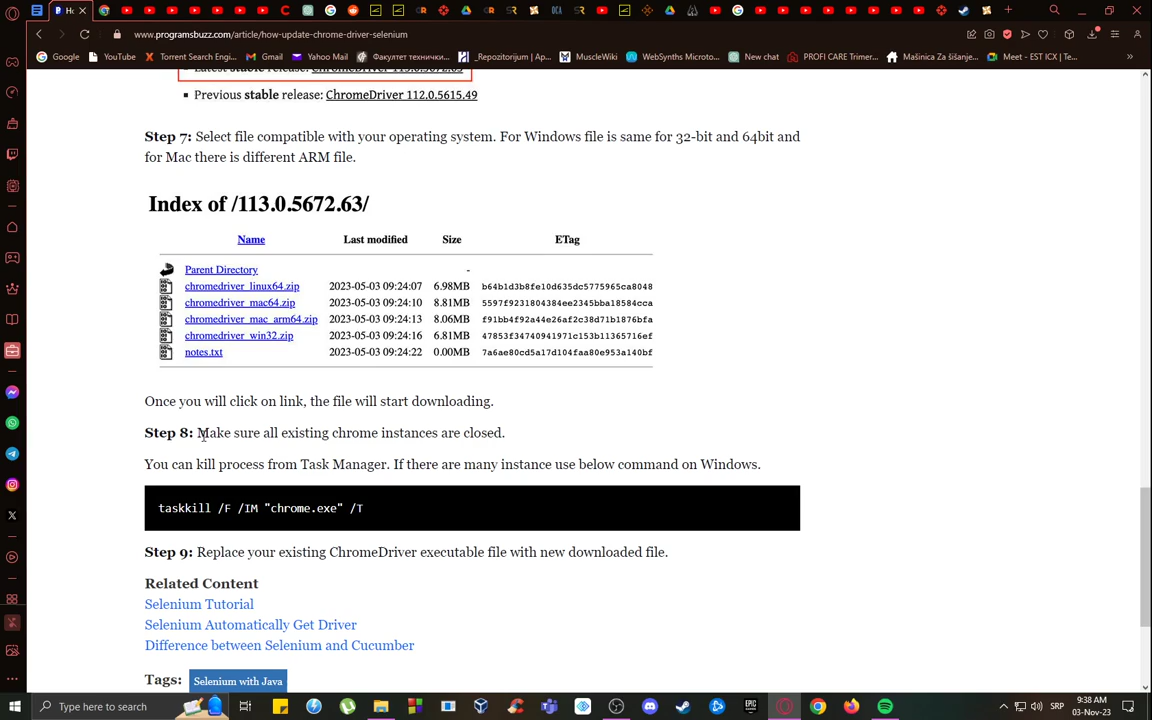 www.programsbuzz.com/article/how-update-chrome-driver-selenium
Google
YouTube
Torrent Search Engi...
Gmail
Yahoo Mail
Факултет технички...
_Repozitorijum | Ap...
MuscleWiki
WebSynths Microto...
New chat
PROFI CARE Trimer...
Mašinica Za šišanje...
Meet – EST ICX | Te...
Latest stable release: ChromeDriver 113.0.5672.63
Previous stable release: ChromeDriver 112.0.5615.49
Step 7: Select file compatible with your operating system. For Windows file is same for 32-bit and 64bit and
for Mac there is different ARM file.
Index of /113.0.5672.63/
Name Last modified Size ETag
Parent Directory -
chromedriver_linux64.zip 2023-05-03 09:24:07 6.98MB b64b1d3b8fe10d635dc5775965ca8048
chromedriver_mac64.zip 2023-05-03 09:24:10 8.81MB 5597f9231804384ee2345bba18584cca
chromedriver_mac_arm64.zip 2023-05-03 09:24:13 8.06MB f91bb4f92a44e26af2c38d71b1876bfa
chromedriver_win32.zip 2023-05-03 09:24:16 6.81MB 47853f34740941971c153b11365716ef
notes.txt 2023-05-03 09:24:22 0.00MB 7a6ae80cd5a17d104faa80e953a140bf
Once you will click on link, the file will start downloading.
Step 8: Make sure all existing chrome instances are closed.
You can kill process from Task Manager. If there are many instance use below command on Windows.
taskkill /F /IM "chrome.exe" /T
Step 9: Replace your existing ChromeDriver executable file with new downloaded file.
Related Content
Selenium Tutorial
Selenium Automatically Get Driver
Difference between Selenium and Cucumber
Tags: Selenium with Java
Type here to search
SRP
9:38 AM
03-Nov-23